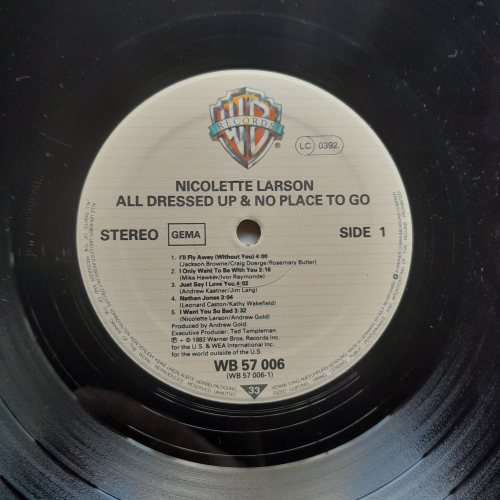 WB
RECORDS
®
LC 0392
NICOLETTE LARSON
ALL DRESSED UP & NO PLACE TO GO
STEREO GEMA SIDE 1
1. I'll Fly Away (Without You) 4:00
(Jackson Browne/Craig Doerge/Rosemary Butler)
2. I Only Want To Be With You 3:16
(Mike Hawker/Ivor Raymonde)
3. Just Say I Love You 4:02
(Andrew Kastner/Jim Lang)
4. Nathan Jones 3:04
(Leonard Caston/Kathy Wakefield)
5. I Want You So Bad 3:32
(Nicolette Larson/Andrew Gold)
Produced by Andrew Gold.
Executive Producer: Ted Templeman
Ⓟ + © 1982 Warner Bros. Records Inc.
for the U.S. & WEA International Inc.
for the world outside of the U.S.
WB 57 006
(WB 57 006-1)
33